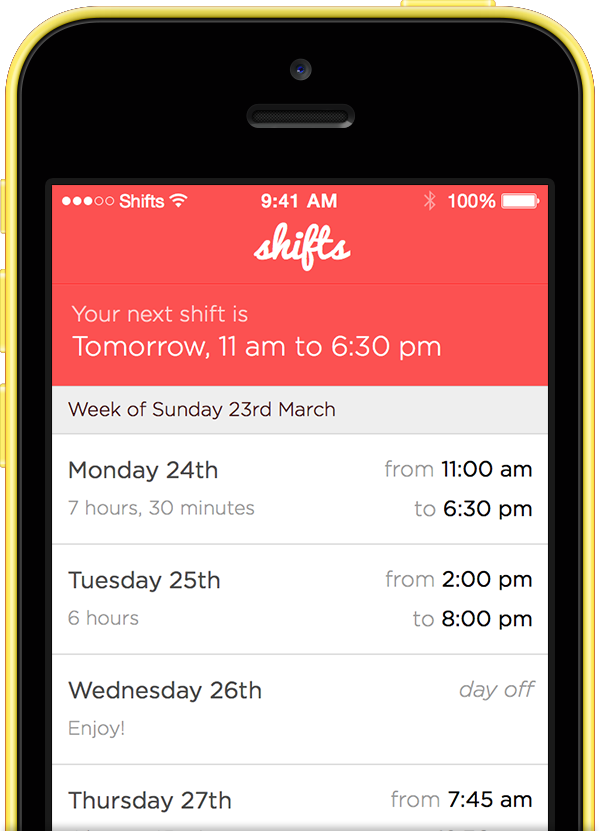 Shifts 9:41 AM 100%
shifts
Your next shift is
Tomorrow, 11 am to 6:30 pm
Week of Sunday 23rd March
Monday 24th from 11:00 am
7 hours, 30 minutes to 6:30 pm
Tuesday 25th from 2:00 pm
6 hours to 8:00 pm
Wednesday 26th day off
Enjoy!
Thursday 27th from 7:45 am